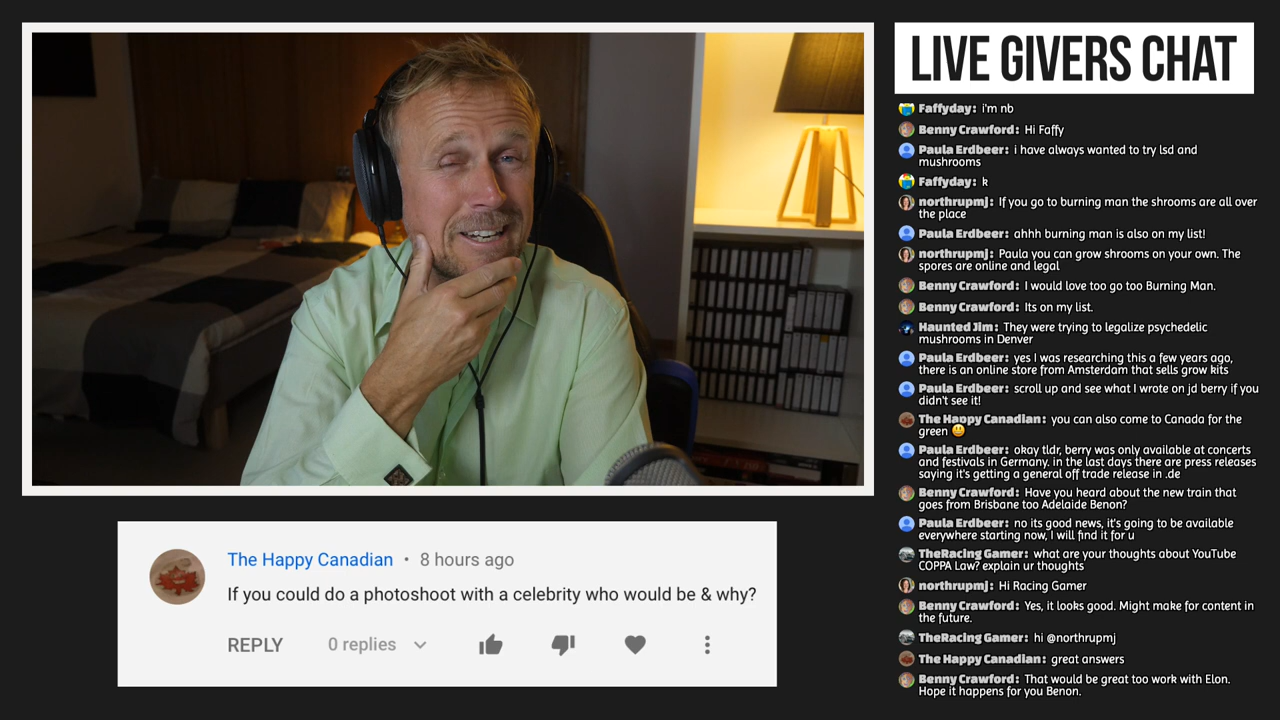 LIVE GIVERS CHAT
Faffyday: i'm nb
Benny Crawford: Hi Faffy
Paula Erdbeer: i have always wanted to try lsd and
mushrooms
Faffyday: k
northrupmj: If you go to burning man the shrooms are all over
the place
Paula Erdbeer: ahhh burning man is also on my list!
northrupmj: Paula you can grow shrooms on your own. The
spores are online and legal
Benny Crawford: I would love too go too Burning Man.
Benny Crawford: Its on my list.
Haunted Jim: They were trying to legalize psychedelic
mushrooms in Denver
Paula Erdbeer: yes I was researching this a few years ago,
there is an online store from Amsterdam that sells grow kits
Paula Erdbeer: scroll up and see what I wrote on jd berry if you
didn't see it!
The Happy Canadian: you can also come to Canada for the
green 😃
Paula Erdbeer: okay tldr, berry was only available at concerts
and festivals in Germany. in the last days there are press releases
saying it's getting a general off trade release in .de
Benny Crawford: Have you heard about the new train that
goes from Brisbane too Adelaide Benon?
Paula Erdbeer: no its good news, it's going to be available
everywhere starting now, I will find it for u
TheRacing Gamer: what are your thoughts about YouTube
COPPA Law? explain ur thoughts
northrupmj: Hi Racing Gamer
Benny Crawford: Yes, it looks good. Might make for content in
the future.
TheRacing Gamer: hi @northrupmj
The Happy Canadian: great answers
Benny Crawford: That would be great too work with Elon.
Hope it happens for you Benon.
The Happy Canadian • 8 hours ago
If you could do a photoshoot with a celebrity who would be & why?
REPLY 0 replies